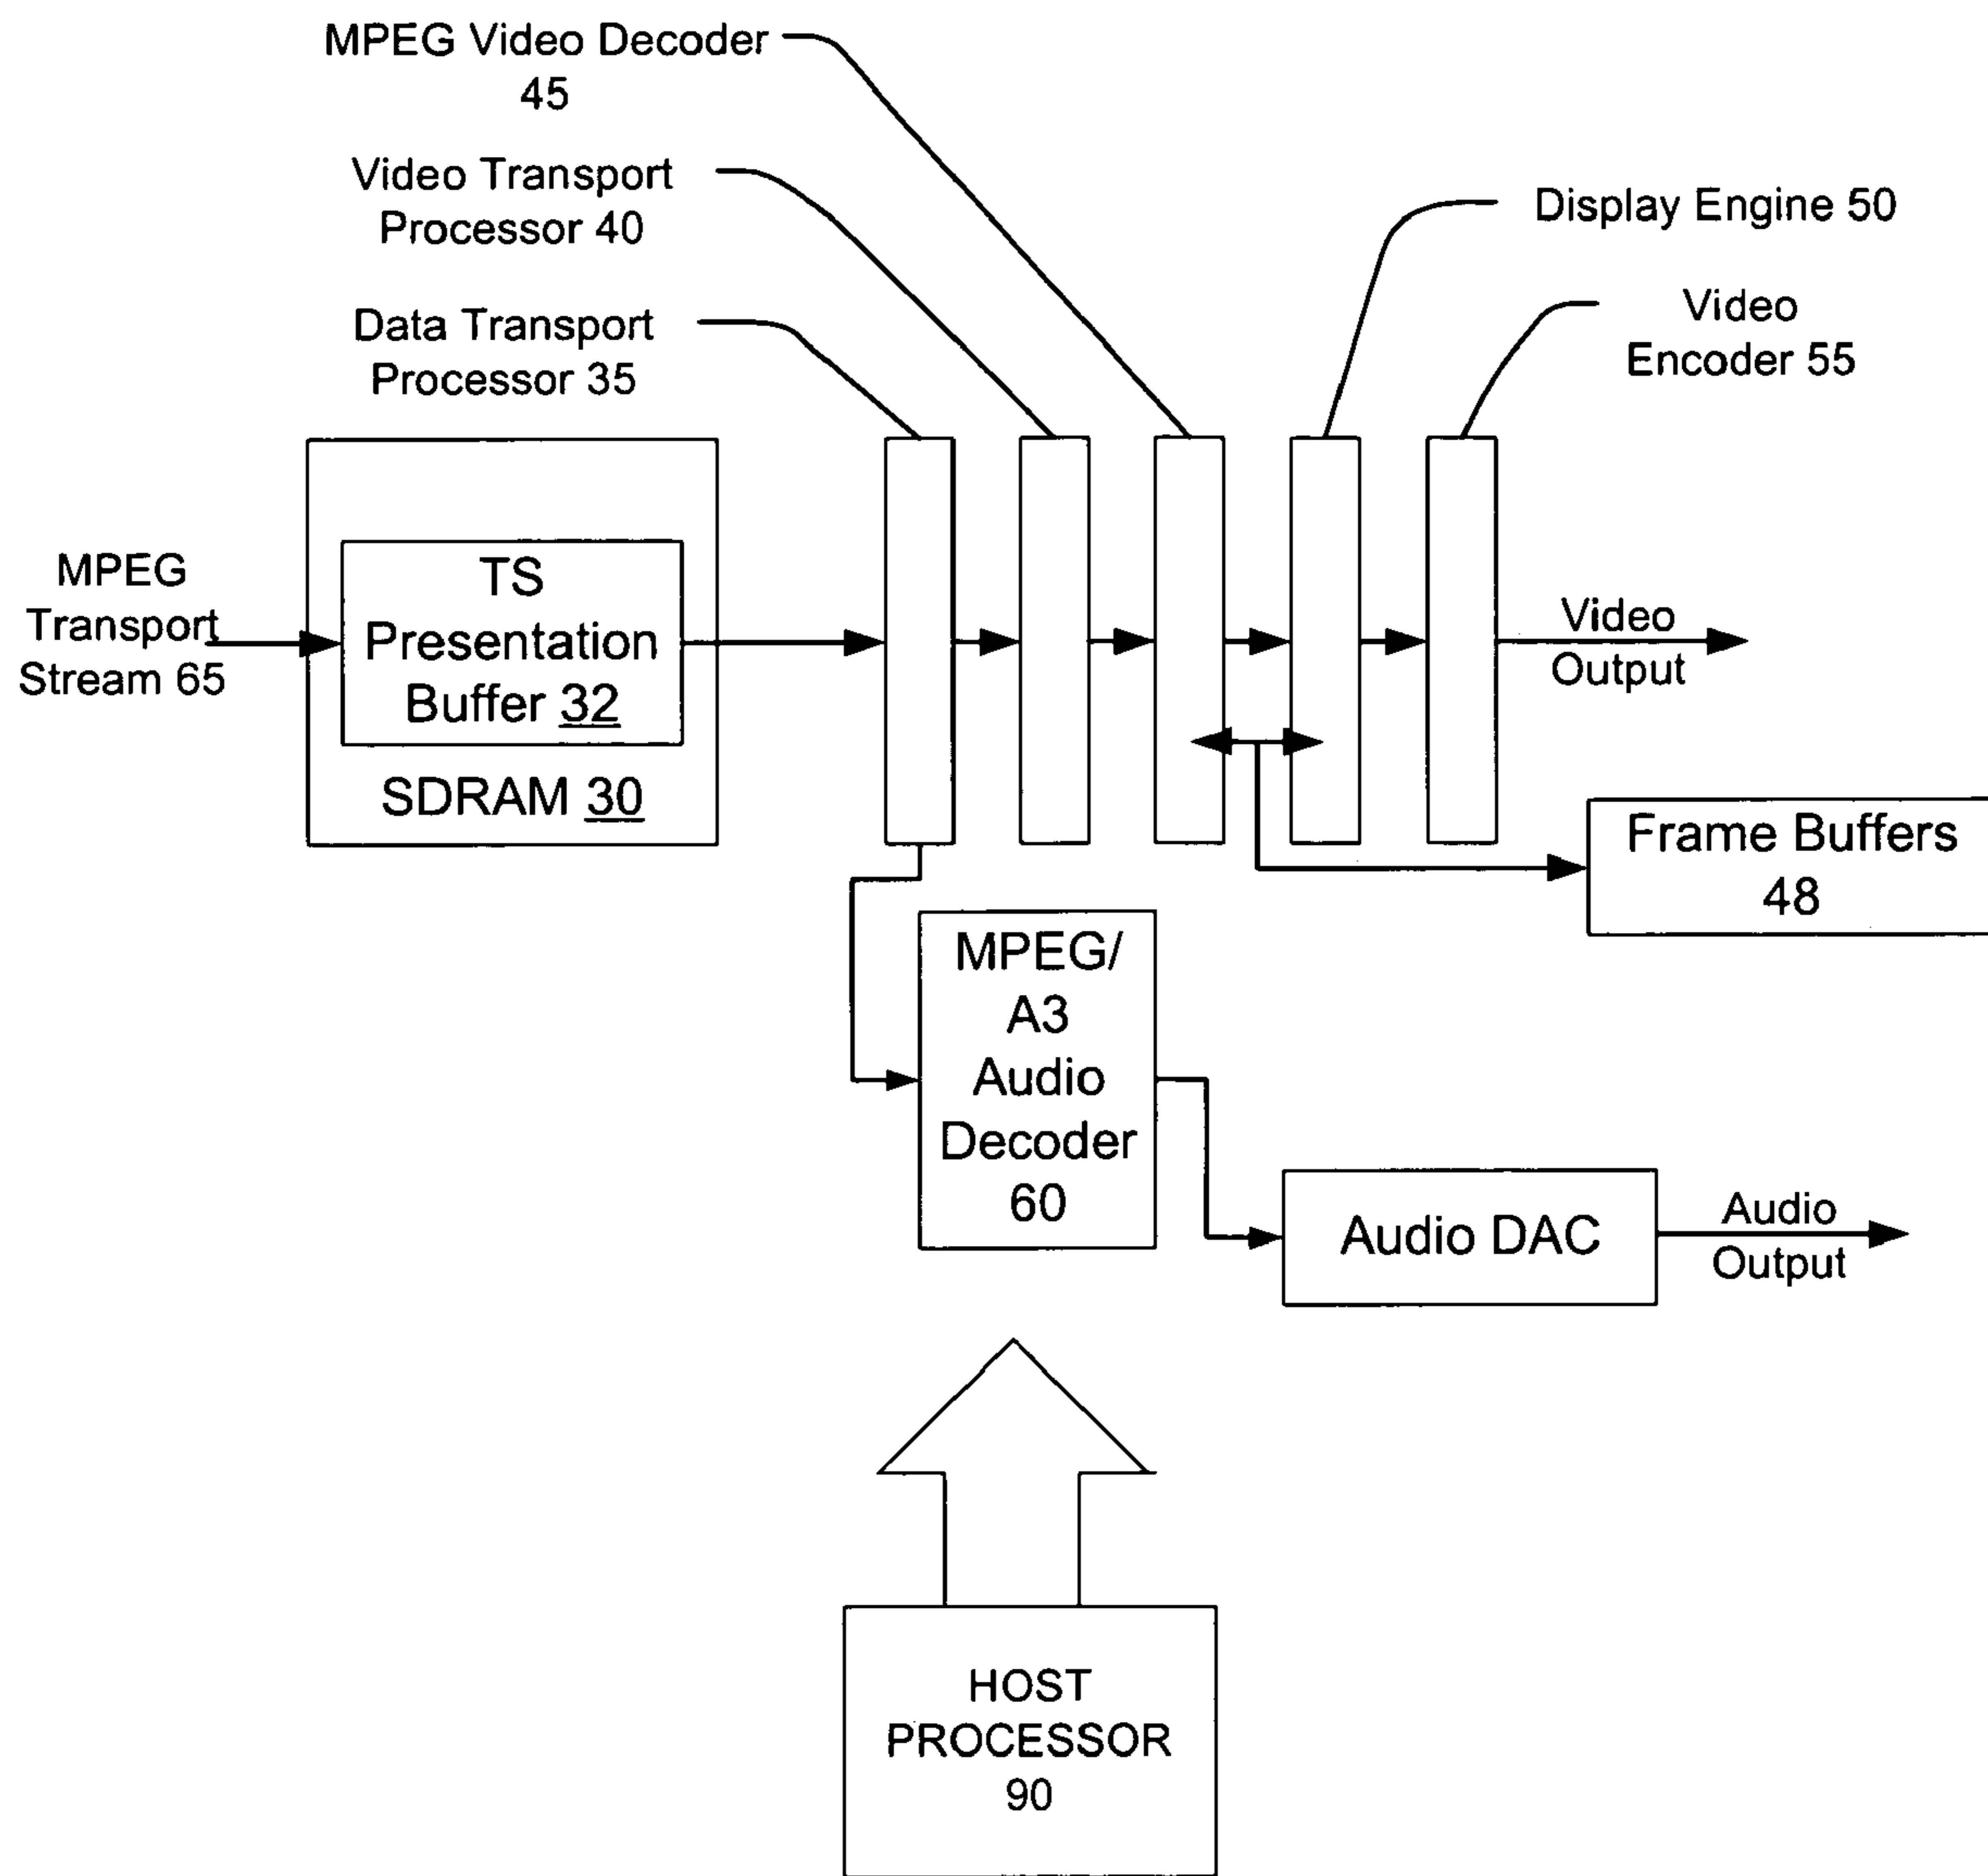 MPEG Video Decoder
45
Video Transport
Processor 40
Data Transport
Processor 35
Display Engine 50
Video
Encoder 55
MPEG
Transport
Stream 65
TS
Presentation
Buffer 32
SDRAM 30
Video
Output
Frame Buffers
48
MPEG/
A3
Audio
Decoder
60
Audio DAC
Audio
Output
HOST
PROCESSOR
90